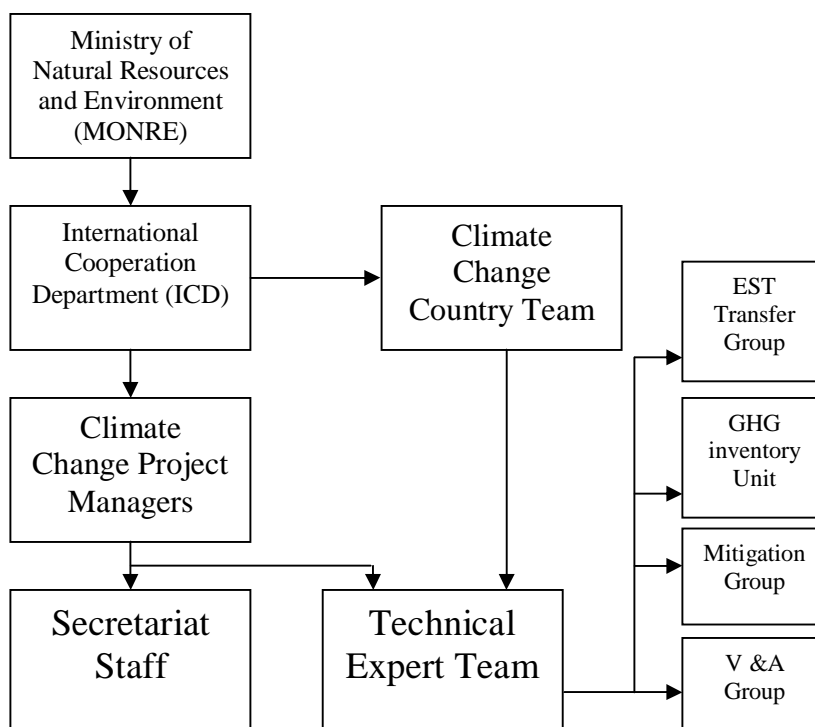 Ministry of
Natural Resources
and Environment
(MONRE)
International
Cooperation
Department (ICD)
Climate
Change
Country Team
EST
Transfer
Group
Climate
Change Project
Managers
GHG
inventory
Unit
Mitigation
Group
Secretariat
Staff
Technical
Expert Team
V &A
Group